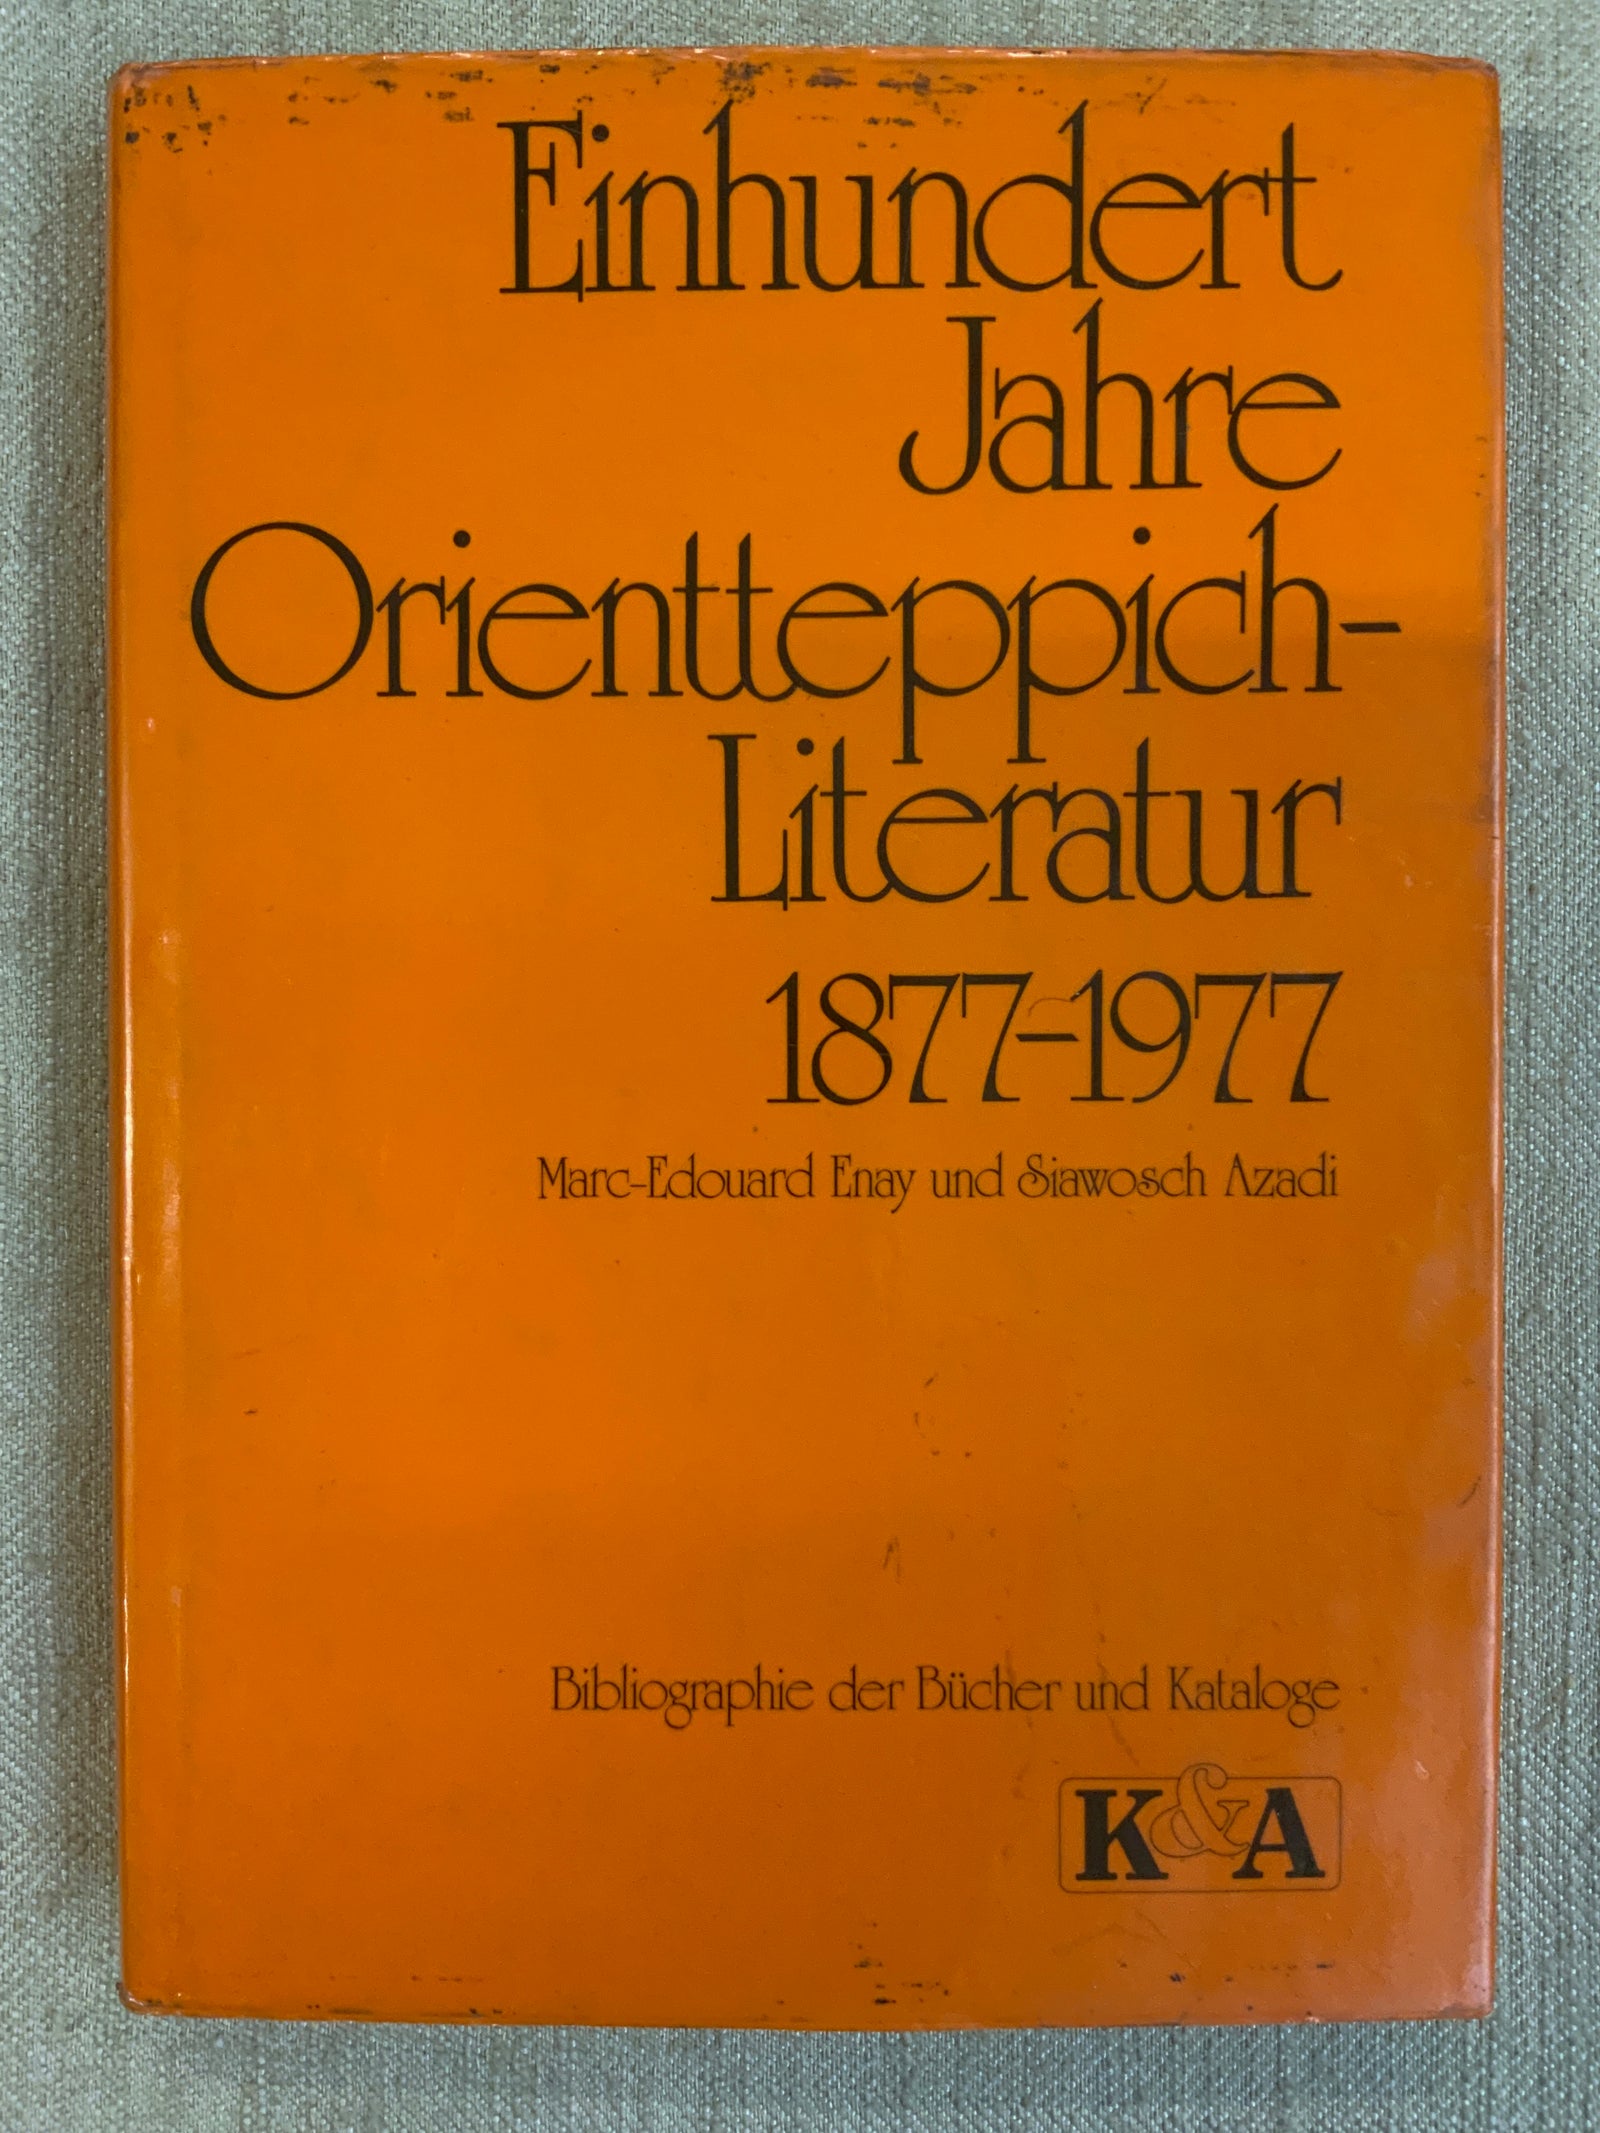 Einhundert
Jahre
Orientteppich-
Literatur
1877-1977
Marc-Edouard Enay und Siawosch Azadi
Bibliographie der Bücher und Kataloge
K&A